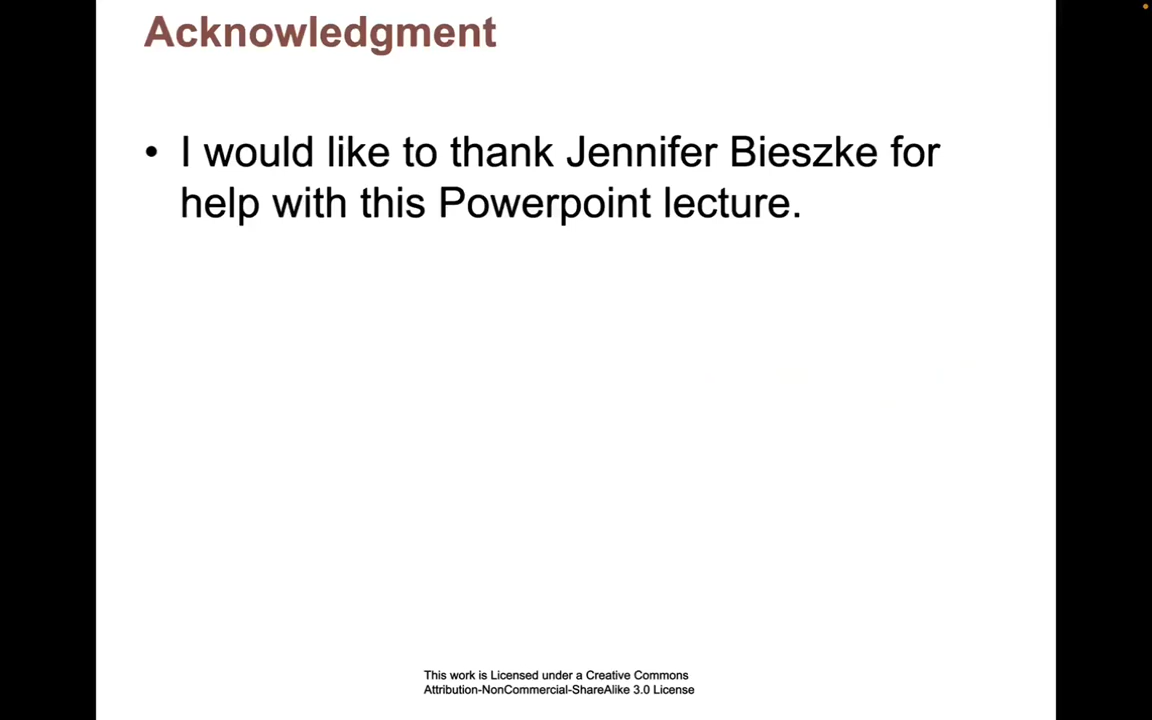 Acknowledgment
• I would like to thank Jennifer Bieszke for
help with this Powerpoint lecture.
This work is Licensed under a Creative Commons
Attribution-NonCommercial-ShareAlike 3.0 License